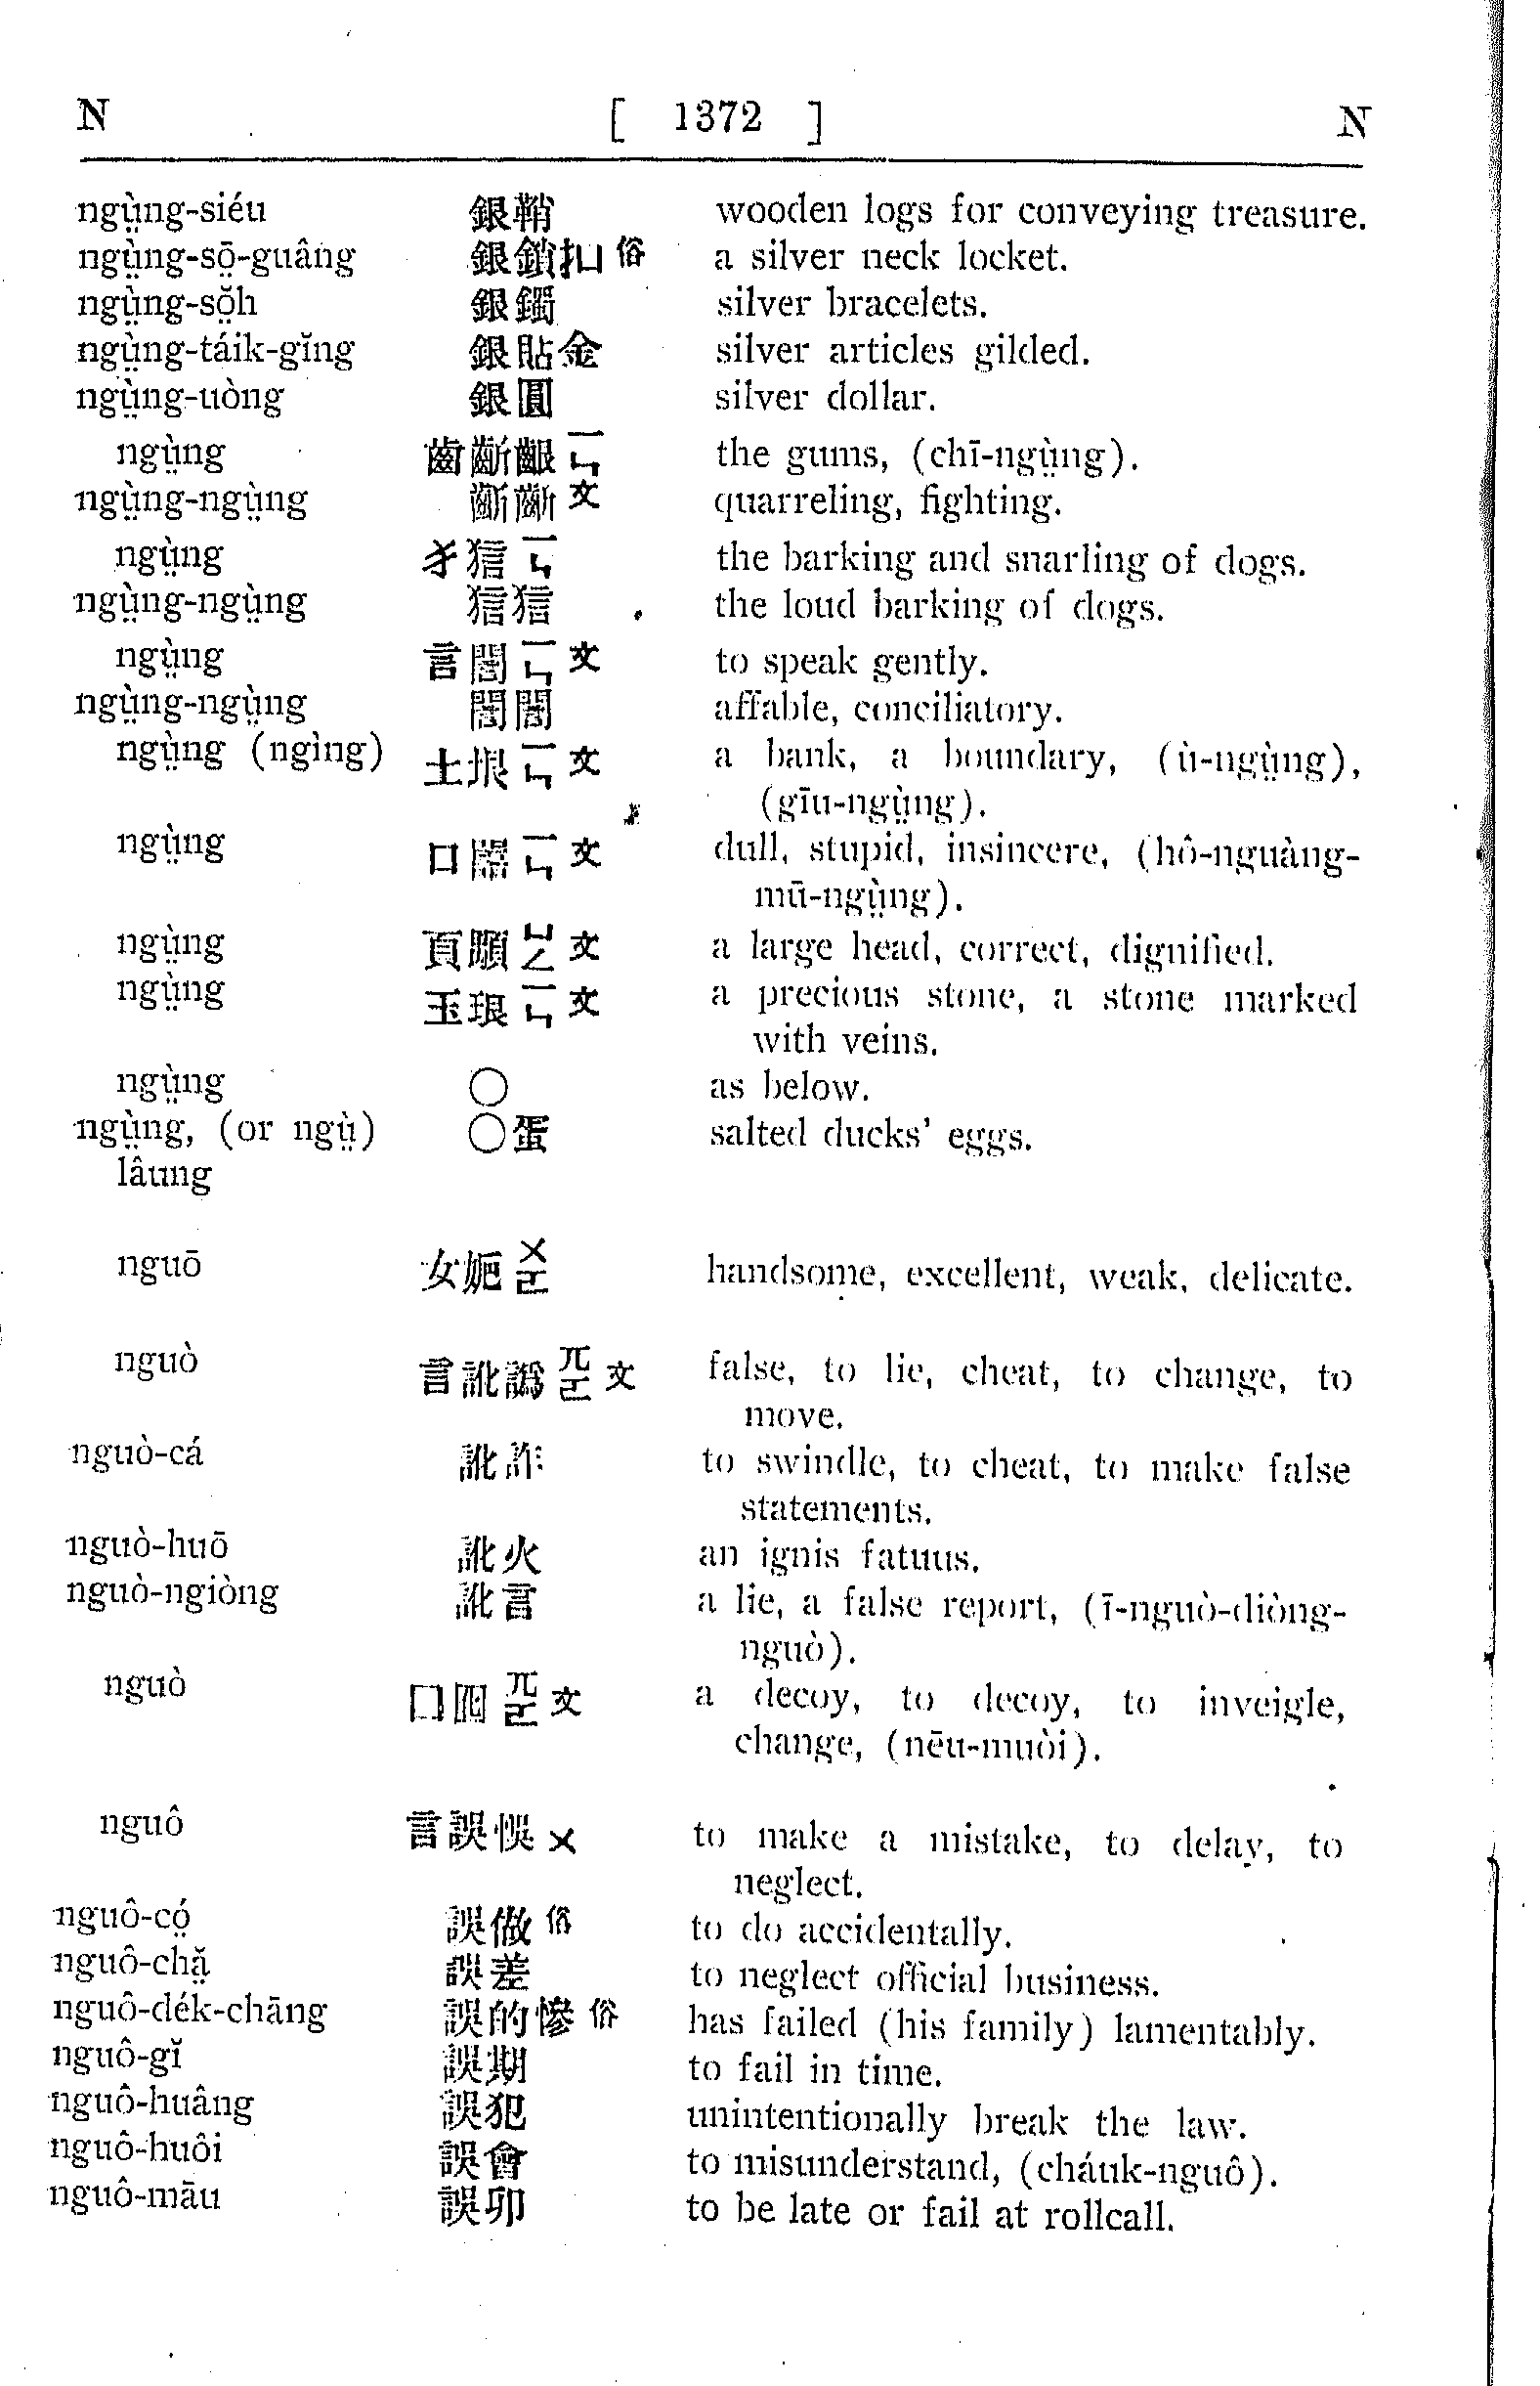 N [ 1372 ] N
ngṳ̀ng-siéu 銀鞘 wooden logs for conveying treasure.
ngṳ̀ng-sō̤-guâng 銀鎖扣 俗 a silver neck locket.
ngṳ̀ng-sŏ̤h 銀鐲 silver bracelets.
ngṳ̀ng-táik-gĭng 銀貼金 silver articles gilded.
ngṳ̀ng-uòng 銀圓 silver dollar.
ngṳ̀ng 齒齗齦 ㄧㄣ the gums, (chī-ngṳ̀ng).
ngṳ̀ng-ngṳ̀ng 齗齗 文 quarreling, fighting.
ngṳ̀ng 犭狺 ㄧㄣ the barking and snarling of dogs.
ngṳ̀ng-ngṳ̀ng 狺狺 the loud barking of dogs.
ngṳ̀ng 言誾 ㄧㄣ 文 to speak gently.
ngṳ̀ng-ngṳ̀ng 誾誾 affable, conciliatory.
ngṳ̀ng (ngìng) 土垠 ㄧㄣ 文 a bank, a boundary, (ù-ngṳ̀ng),
(gīu-ngṳ̀ng).
ngṳ̀ng 口嚚 ㄧㄣ 文 dull, stupid, insincere, (hô-nguàng-
mū-ngṳ̀ng).
ngṳ̀ng 頁願 ㄩㄥ 文 a large head, correct, dignified.
ngṳ̀ng 玉珢 ㄧㄣ 文 a precious stone, a stone marked
with veins.
ngṳ̀ng ○ as below.
ngṳ̀ng, (or ngṳ̀) ○蛋 salted ducks' eggs.
lâung
nguō 女婐 ㄨㄛ handsome, excellent, weak, delicate.
nguò 言訛譌 ㄫㄛ 文 false, to lie, cheat, to change, to
move.
nguò-cá 訛詐 to swindle, to cheat, to make false
statements.
nguò-huō 訛火 an ignis fatuus.
nguò-ngiòng 訛言 a lie, a false report, (ī-nguò-diòng-
nguò).
nguò 囗囮 ㄫㄛ 文 a decoy, to decoy, to inveigle,
change, (nēu-muòi).
nguô 言誤悞 ㄨ to make a mistake, to delay, to
neglect.
nguô-có̤ 誤做 俗 to do accidentally.
nguô-chă̤ 誤差 to neglect official business.
nguô-dék-chāng 誤的慘 俗 has failed (his family) lamentably.
nguô-gĭ 誤期 to fail in time.
nguô-huâng 誤犯 unintentionally break the law.
nguô-huôi 誤會 to misunderstand, (cháuk-nguô).
nguô-māu 誤卯 to be late or fail at rollcall.